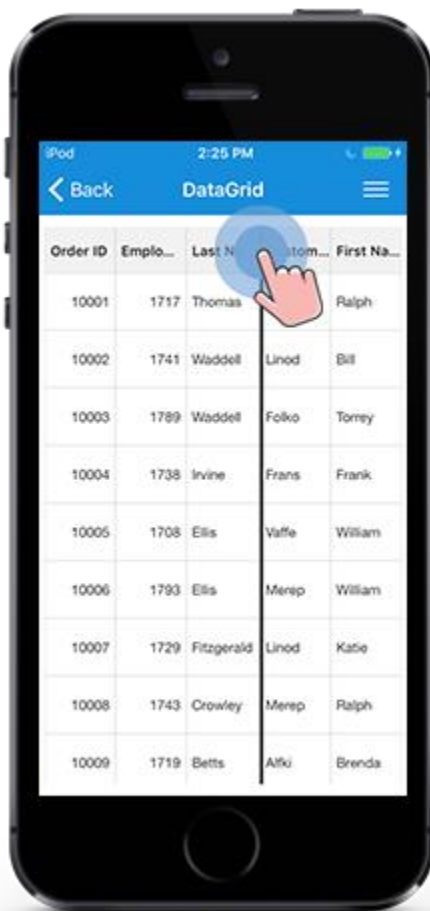 iPod 2:25 PM
Back DataGrid
Order ID Emplo... Last N stom... First Na...
10001 1717 Thomas Ralph
10002 1741 Waddell Linod Bill
10003 1789 Waddell Folko Torrey
10004 1738 Irvine Frans Frank
10005 1708 Ellis Vaffe William
10006 1793 Ellis Merep William
10007 1729 Fitzgerald Linod Katie
10008 1743 Crowley Merep Ralph
10009 1719 Betts Alfki Brenda